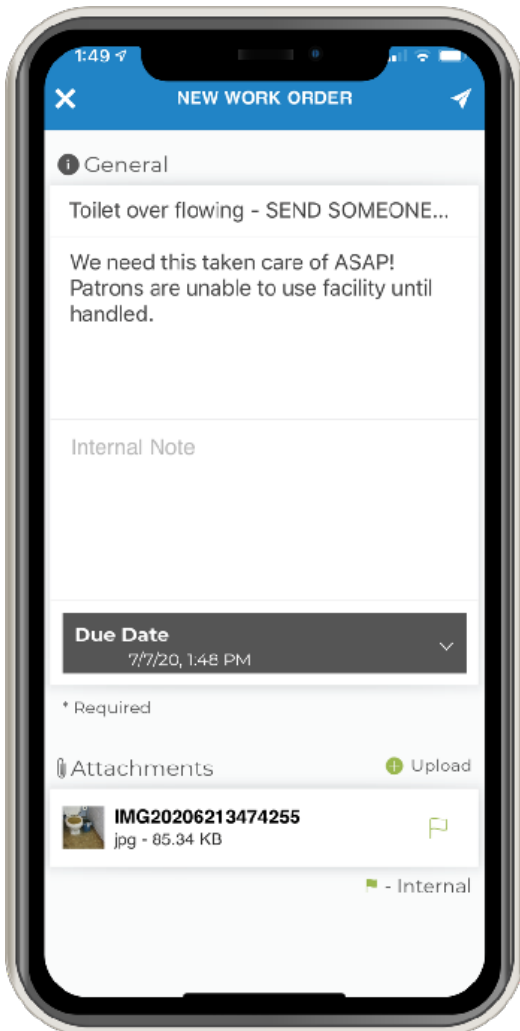 1:49
NEW WORK ORDER
General
Toilet over flowing - SEND SOMEONE...
We need this taken care of ASAP!
Patrons are unable to use facility until
handled.
Internal Note
Due Date
7/7/20, 1:48 PM
* Required
Attachments
Upload
IMG20206213474255
jpg - 85.34 KB
- Internal